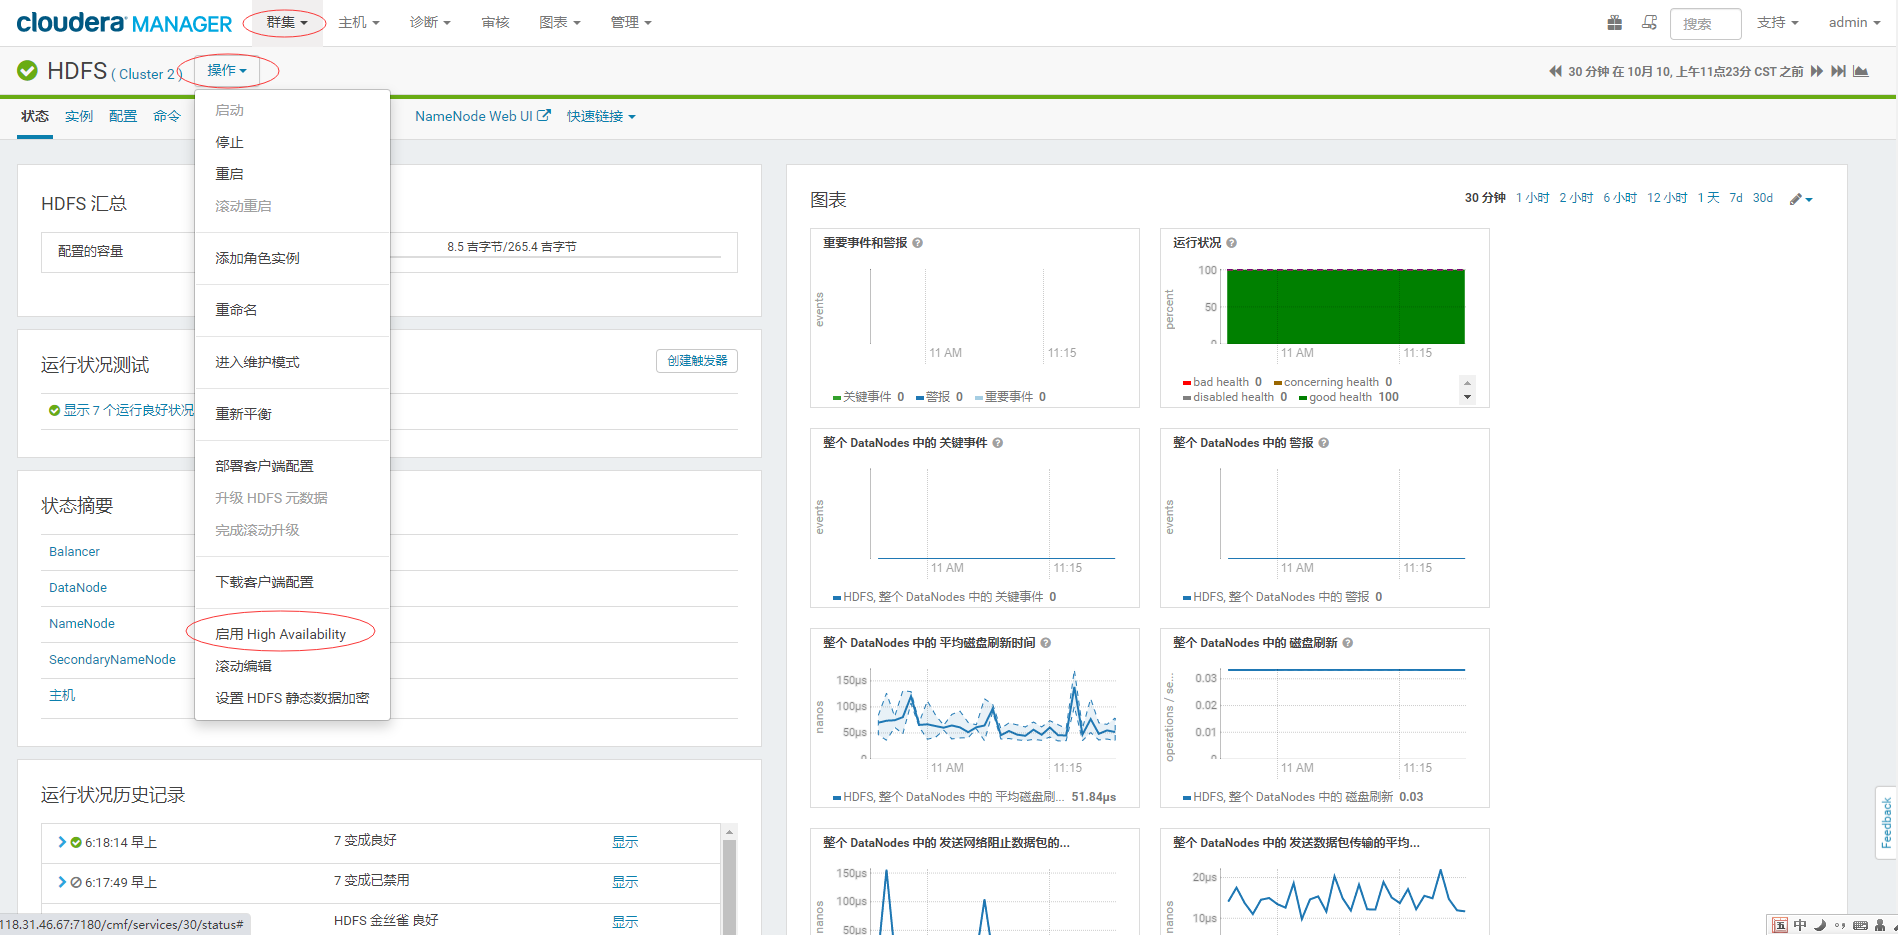 cloudera MANAGER 群集 主机 诊断 审核 图表 管理 搜索 支持 admin
HDFS ( Cluster 2 ) 操作 30 分钟 在 10月 10, 上午11点23分 CST 之前
状态 实例 配置 命令 NameNode Web UI 快速链接
启动
停止
重启
滚动重启
添加角色实例
重命名
进入维护模式
重新平衡
部署客户端配置
升级 HDFS 元数据
完成滚动升级
下载客户端配置
启用 High Availability
滚动编辑
设置 HDFS 静态数据加密
HDFS 汇总
配置的容量 8.5 吉字节/265.4 吉字节
运行状况测试 创建触发器
显示 7 个运行良好状况
状态摘要
Balancer
DataNode
NameNode
SecondaryNameNode
主机
运行状况历史记录
6:18:14 早上 7 变成良好 显示
6:17:49 早上 7 变成已禁用 显示
HDFS 金丝雀 良好 显示
118.31.46.67:7180/cmf/services/30/status#
图表 30 分钟 1 小时 2 小时 6 小时 12 小时 1 天 7d 30d
重要事件和警报
events
11 AM 11:15
关键事件 0 警报 0 重要事件 0
运行状况
percent
100
50
0
11 AM 11:15
bad health 0 concerning health 0
disabled health 0 good health 100
整个 DataNodes 中的 关键事件
events
11 AM 11:15
HDFS, 整个 DataNodes 中的 关键事件 0
整个 DataNodes 中的 警报
events
11 AM 11:15
HDFS, 整个 DataNodes 中的 警报 0
整个 DataNodes 中的 平均磁盘刷新时间
nanos
150µs
100µs
50µs
0
11 AM 11:15
HDFS, 整个 DataNodes 中的 平均磁盘刷... 51.84µs
整个 DataNodes 中的 磁盘刷新
operations / se...
0.03
0.02
0.01
0
11 AM 11:15
HDFS, 整个 DataNodes 中的 磁盘刷新 0.03
整个 DataNodes 中的 发送网络阻止数据包的...
nanos
150µs
100µs
50µs
整个 DataNodes 中的 发送数据包传输的平均...
nanos
20µs
10µs
Feedback
五 中